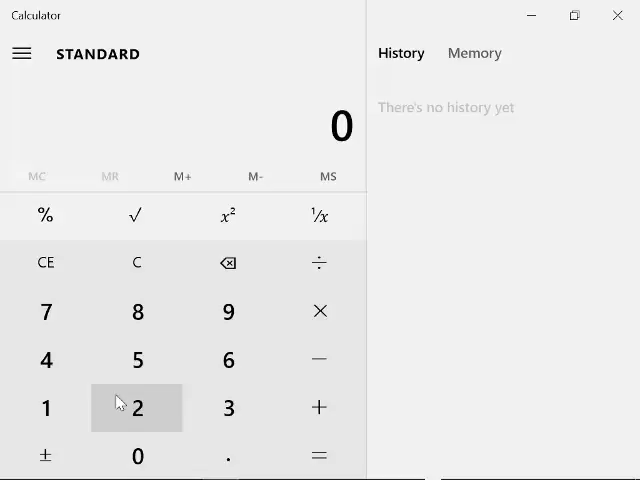 Calculator
STANDARD
History Memory
There's no history yet
0
MC MR M+ M- MS
% √ x² ¹/x
CE C ÷
7 8 9 ×
4 5 6 −
1 2 3 +
± 0 . =